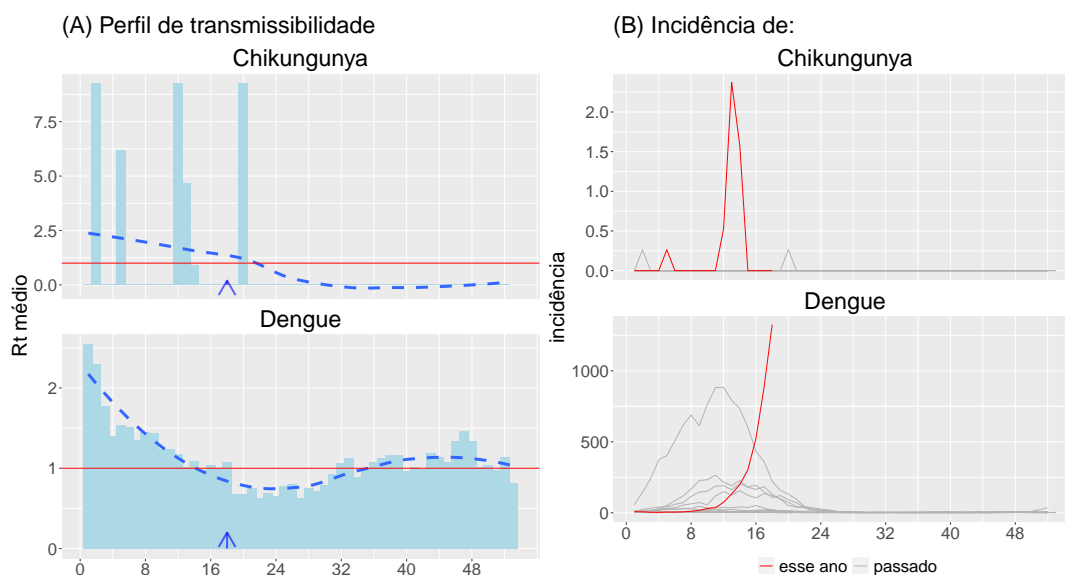 (A) Perfil de transmissibilidade
Chikungunya
7.5
5.0
2.5
0.0
Dengue
2
1
0
0 8 16 24 32 40 48
Rt médio
(B) Incidência de:
Chikungunya
2.0
1.5
1.0
0.5
0.0
Dengue
1000
500
0
0 8 16 24 32 40 48
incidência
esse ano passado